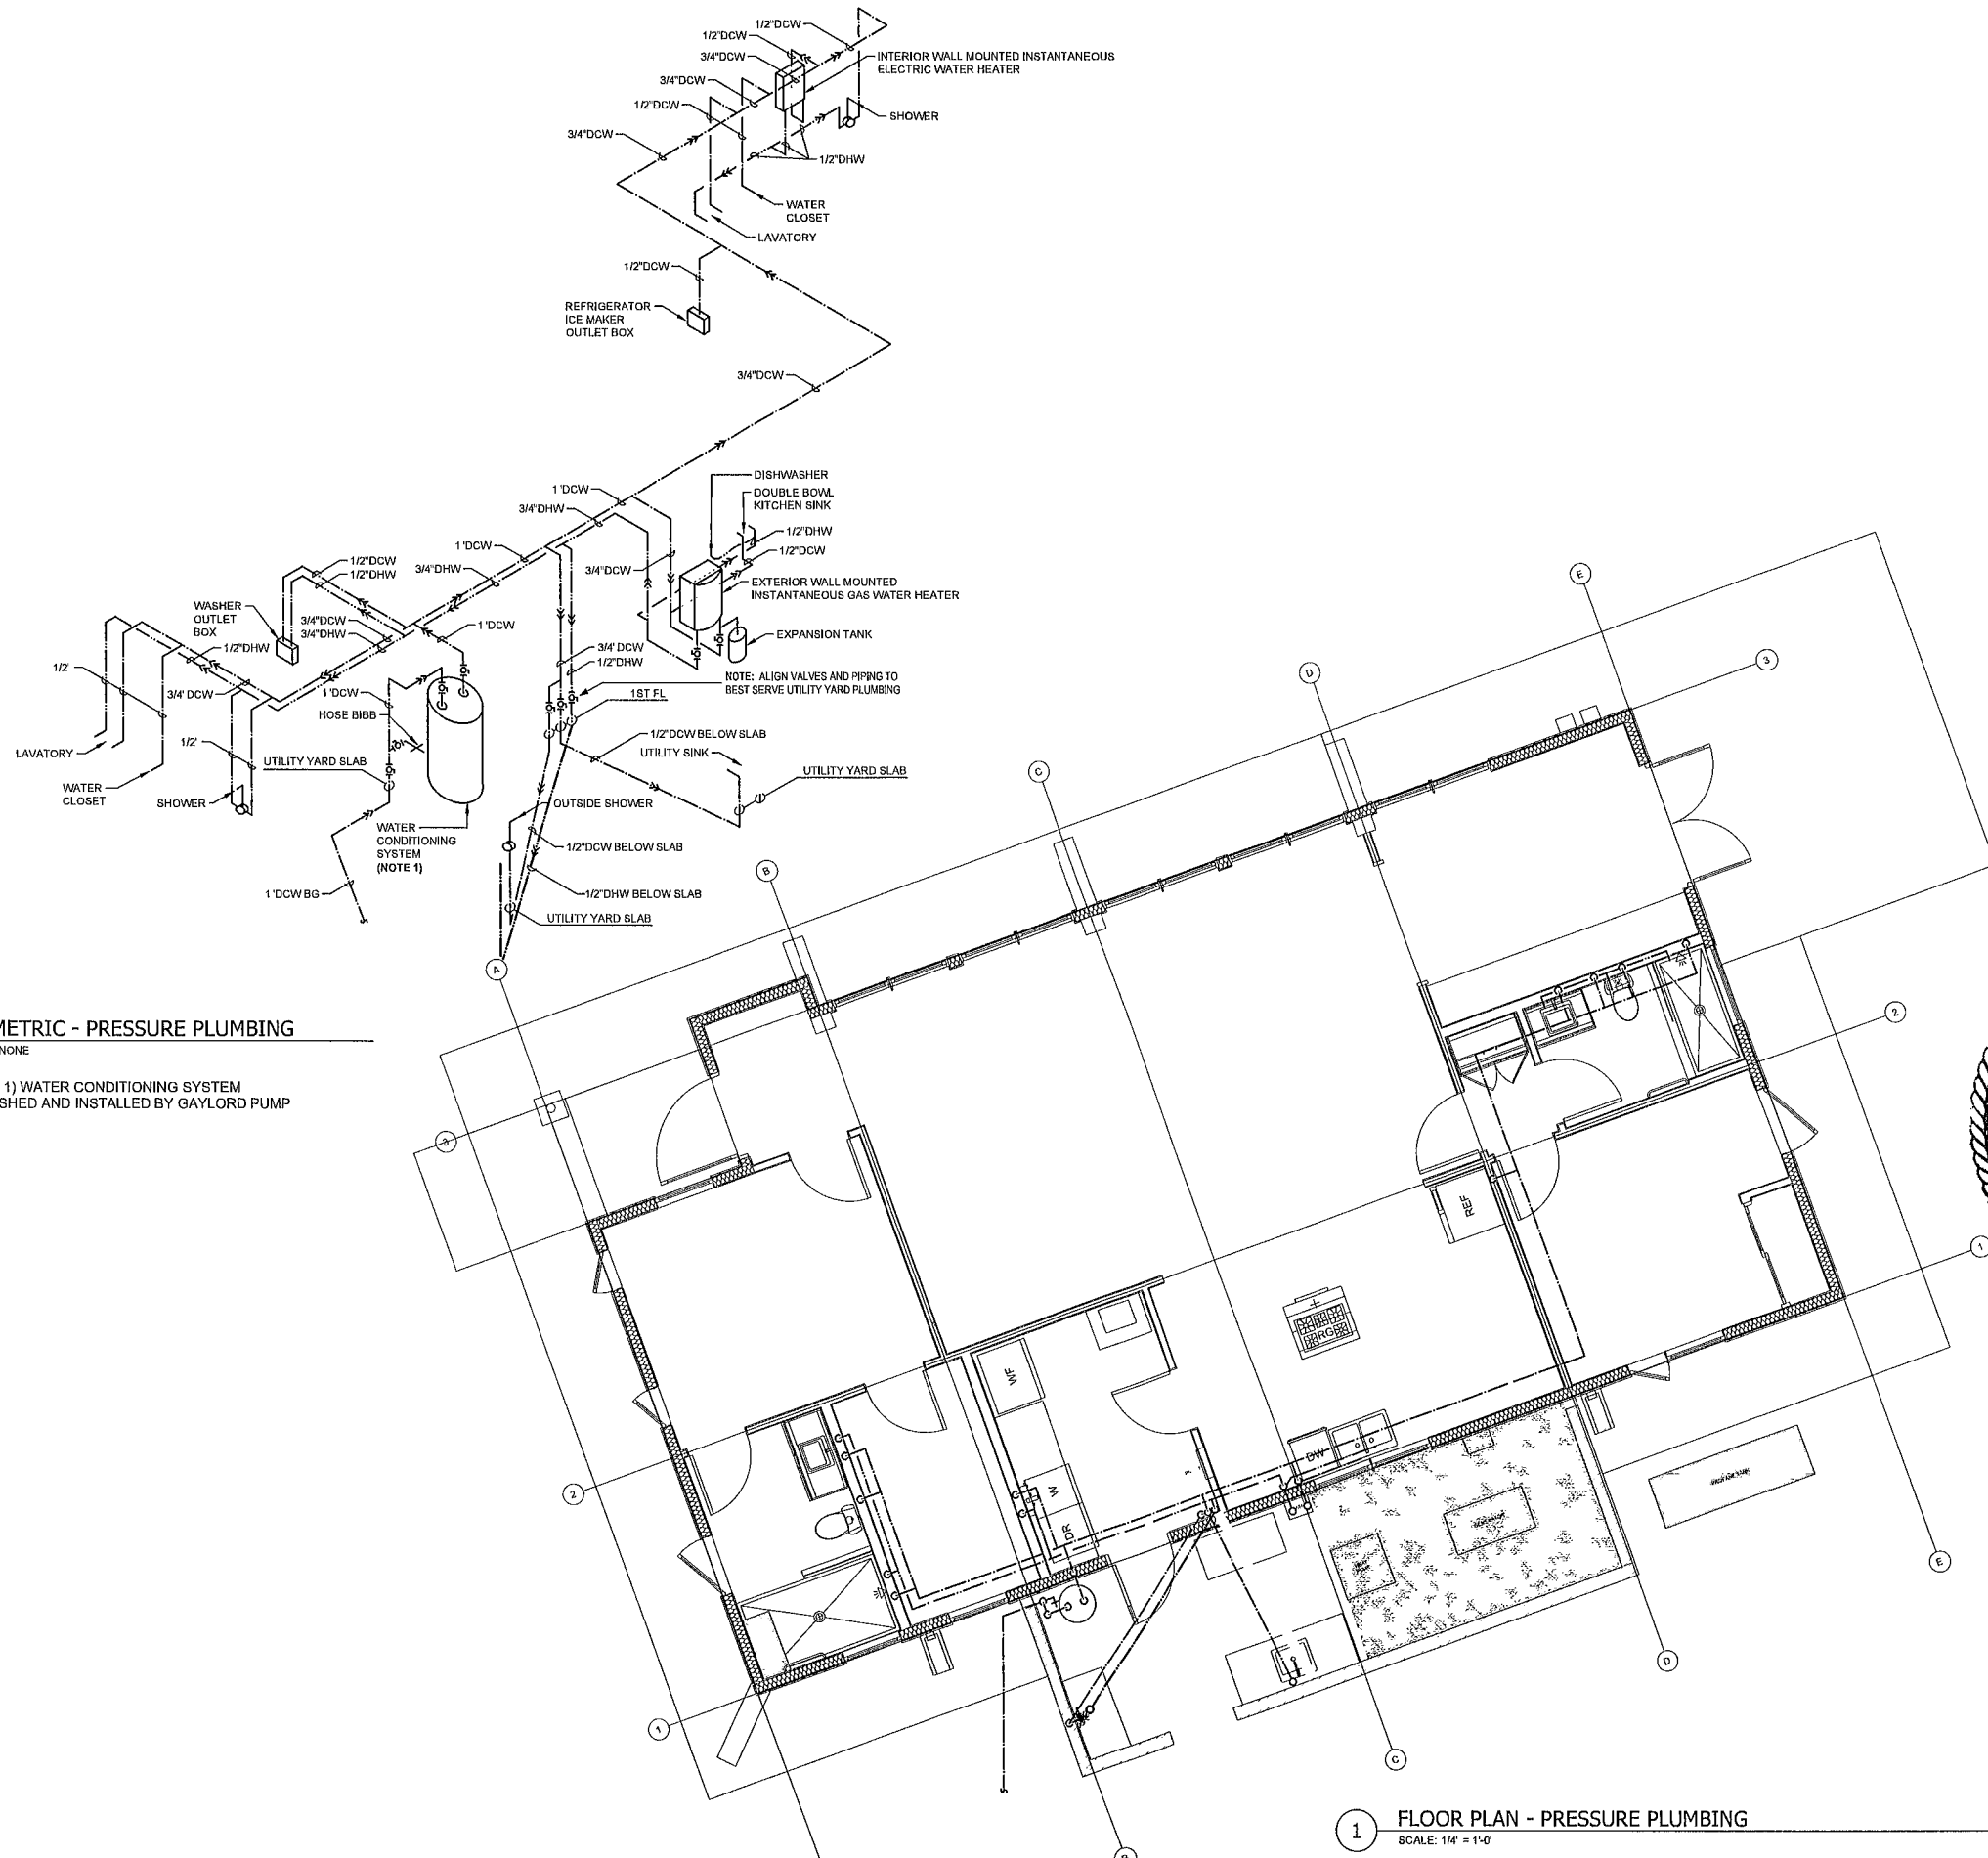 1/2"DCW
1/2"DCW
3/4"DCW
INTERIOR WALL MOUNTED INSTANTANEOUS
ELECTRIC WATER HEATER
3/4"DCW
1/2"DCW
SHOWER
3/4"DCW
1/2"DHW
WATER
CLOSET
LAVATORY
1/2"DCW
REFRIGERATOR
ICE MAKER
OUTLET BOX
3/4"DCW
DISHWASHER
1'DCW
DOUBLE BOWL
KITCHEN SINK
3/4"DHW
1/2"DHW
1'DCW
1/2"DCW
1/2"DCW
1/2"DHW
3/4"DHW
3/4"DCW
EXTERIOR WALL MOUNTED
INSTANTANEOUS GAS WATER HEATER
WASHER
OUTLET
BOX
3/4"DCW
3/4"DHW
1'DCW
EXPANSION TANK
1/2"DHW
3/4' DCW
1/2"DHW
1/2'
3/4' DCW
NOTE: ALIGN VALVES AND PIPING TO
BEST SERVE UTILITY YARD PLUMBING
1'DCW
1ST FL
HOSE BIBB
1/2"DCW BELOW SLAB
LAVATORY
1/2'
UTILITY SINK
UTILITY YARD SLAB
UTILITY YARD SLAB
WATER
CLOSET
SHOWER
OUTSIDE SHOWER
WATER
CONDITIONING
SYSTEM
(NOTE 1)
1/2"DCW BELOW SLAB
1'DCW BG
1/2"DHW BELOW SLAB
UTILITY YARD SLAB
METRIC - PRESSURE PLUMBING
NONE
1) WATER CONDITIONING SYSTEM
SHED AND INSTALLED BY GAYLORD PUMP
A
B
C
D
E
3
2
1
3
2
1
REF
RG
WF
W
DR
DW
E
D
C
B
1
FLOOR PLAN - PRESSURE PLUMBING
SCALE: 1/4' = 1'-0'